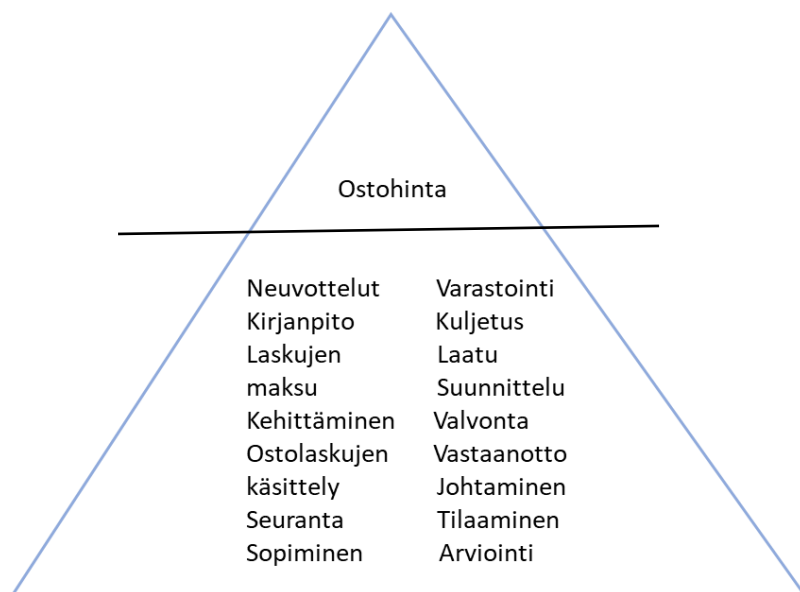 Ostohinta
Neuvottelut
Kirjanpito
Laskujen
maksu
Kehittäminen
Ostolaskujen
käsittely
Seuranta
Sopiminen
Varastointi
Kuljetus
Laatu
Suunnittelu
Valvonta
Vastaanotto
Johtaminen
Tilaaminen
Arviointi